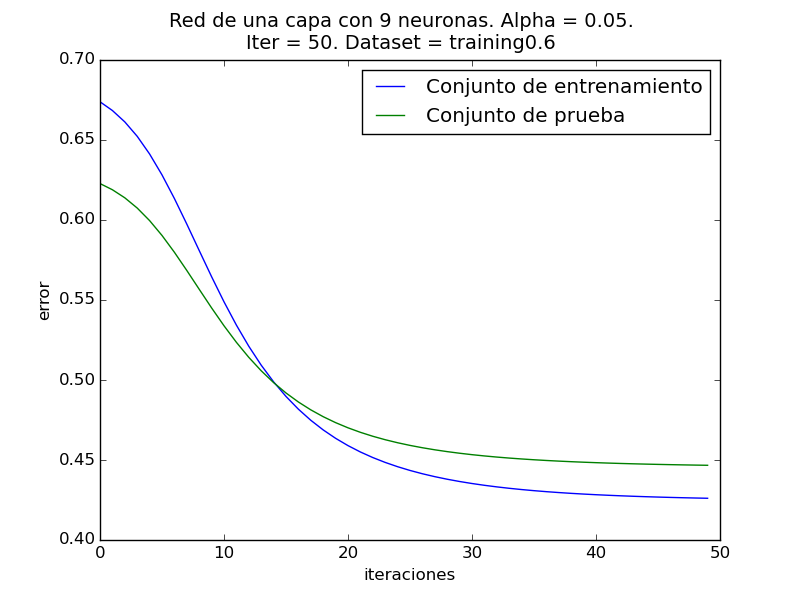 Red de una capa con 9 neuronas. Alpha = 0.05.
Iter = 50. Dataset = training0.6
0.70
Conjunto de entrenamiento
Conjunto de prueba
0.65
0.60
0.55
error
0.50
0.45
0.40
0 10 20 30 40 50
iteraciones